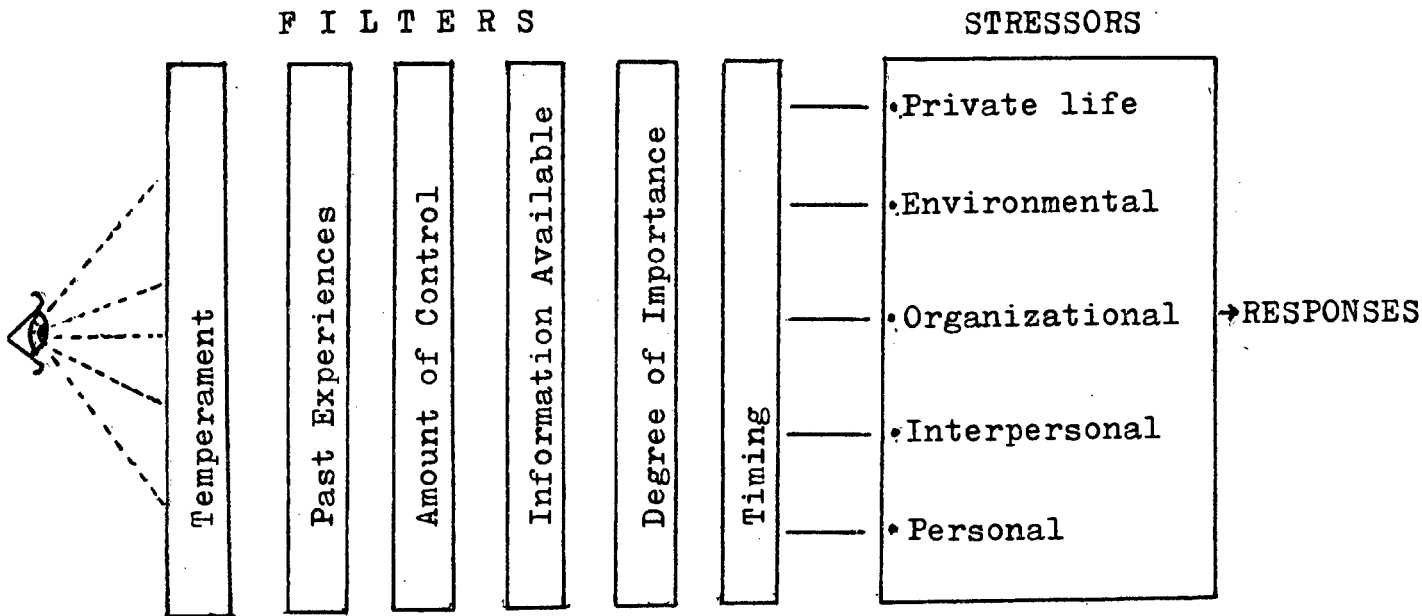 F I L T E R S
STRESSORS
Temperament
Past Experiences
Amount of Control
Information Available
Degree of Importance
Timing
•Private life
•Environmental
•Organizational
•Interpersonal
•Personal
→RESPONSES